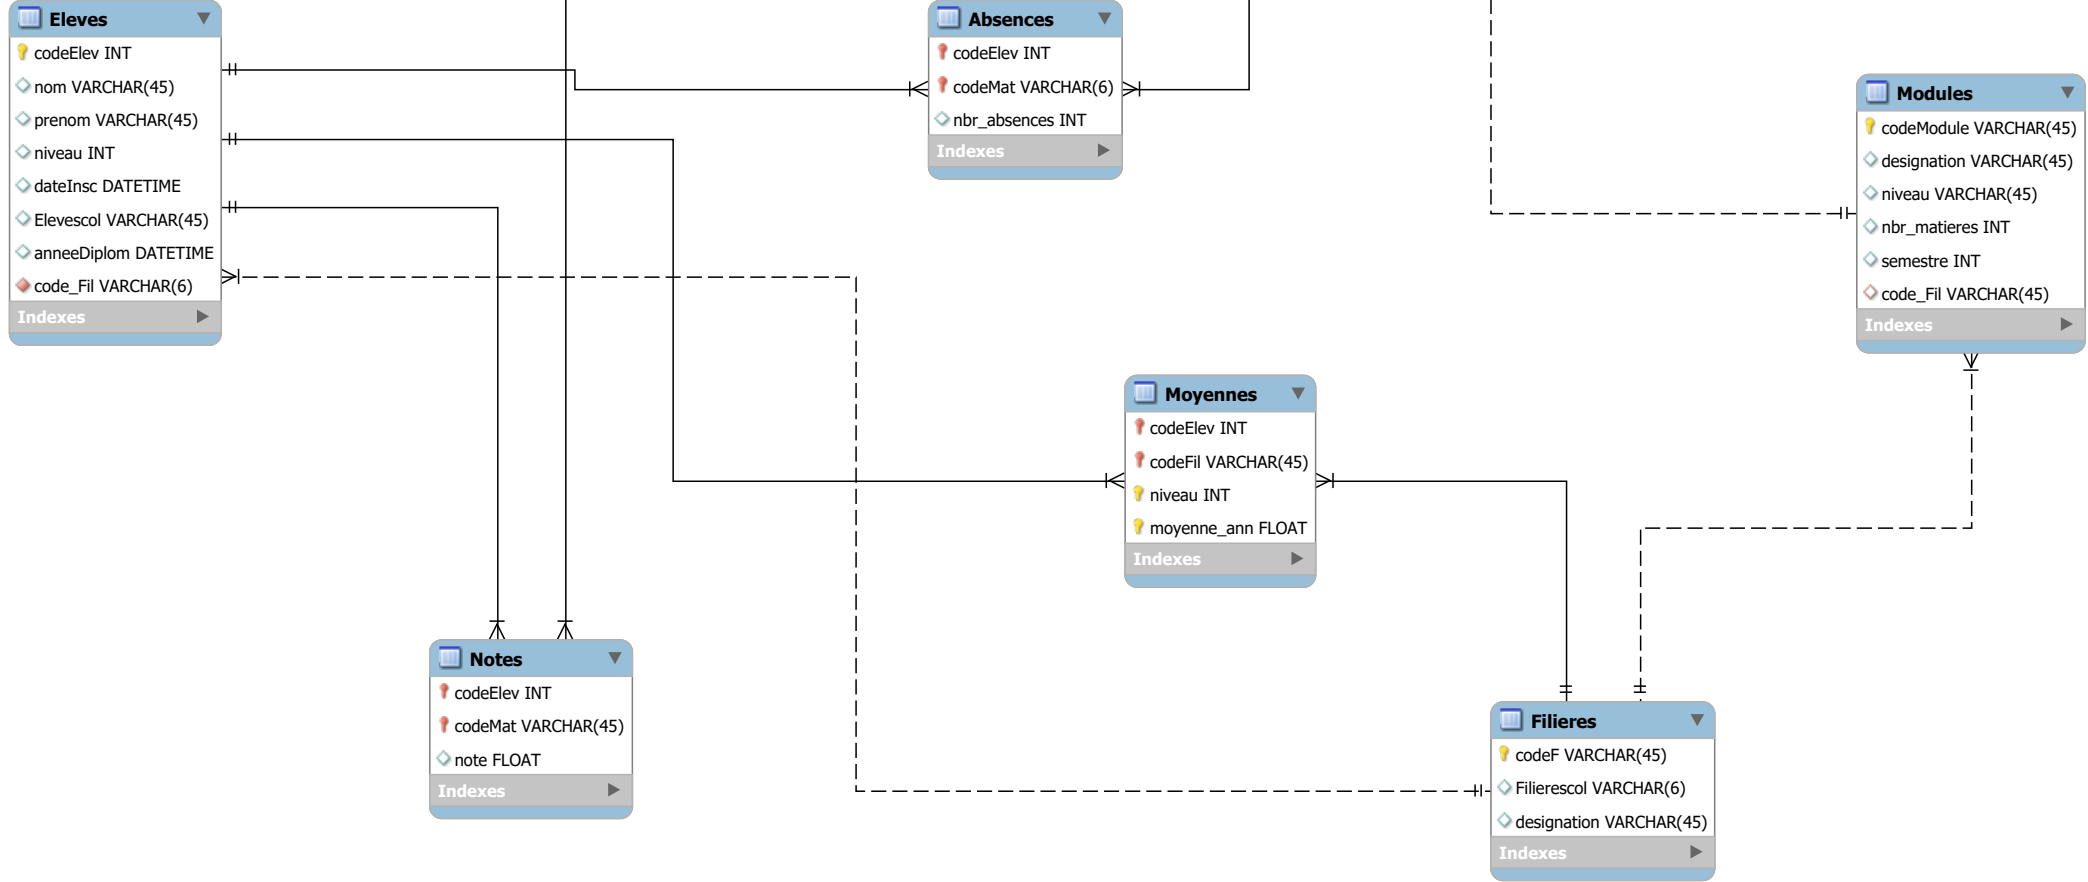 Eleves
codeElev INT
nom VARCHAR(45)
prenom VARCHAR(45)
niveau INT
dateInsc DATETIME
Elevescol VARCHAR(45)
anneeDiplom DATETIME
code_Fil VARCHAR(6)
Indexes
Absences
codeElev INT
codeMat VARCHAR(6)
nbr_absences INT
Indexes
Modules
codeModule VARCHAR(45)
designation VARCHAR(45)
niveau VARCHAR(45)
nbr_matieres INT
semestre INT
code_Fil VARCHAR(45)
Indexes
Moyennes
codeElev INT
codeFil VARCHAR(45)
niveau INT
moyenne_ann FLOAT
Indexes
Notes
codeElev INT
codeMat VARCHAR(45)
note FLOAT
Indexes
Filieres
codeF VARCHAR(45)
Filierescol VARCHAR(6)
designation VARCHAR(45)
Indexes